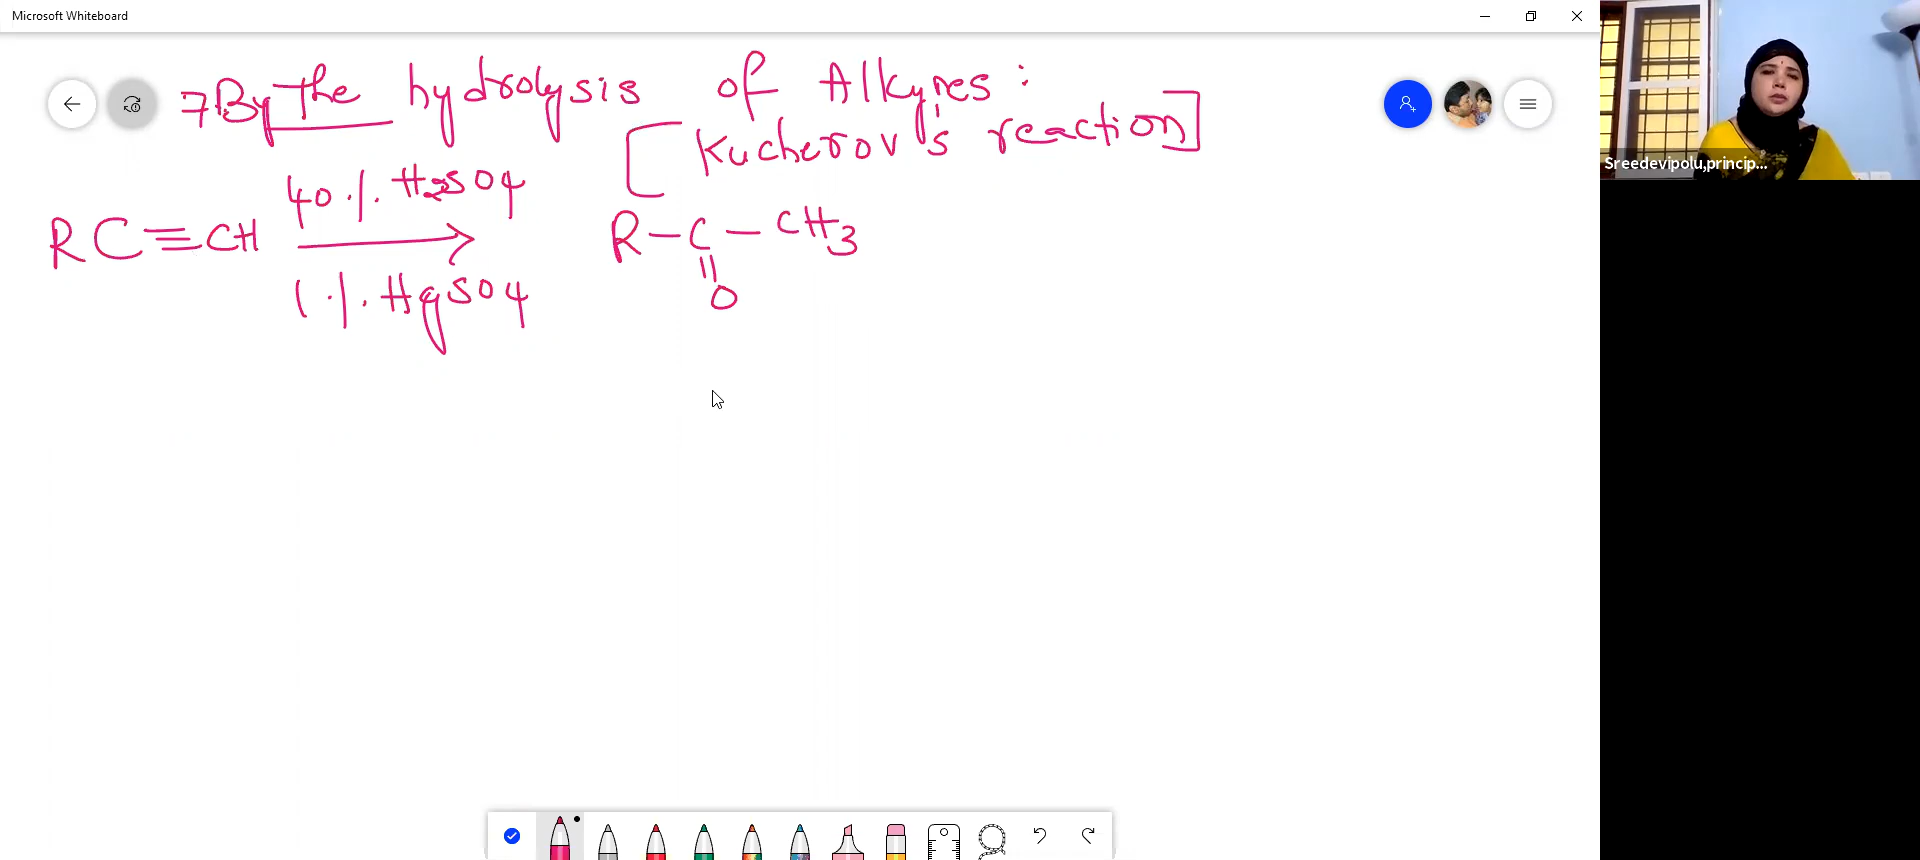 Microsoft Whiteboard
7 By the hydrolysis of Alkynes :
[Kucherov's reaction]
40 %. H2SO4
RC≡CH → R-C-CH3
1 %. HgSO4
O
Sreedevipolu,princip...